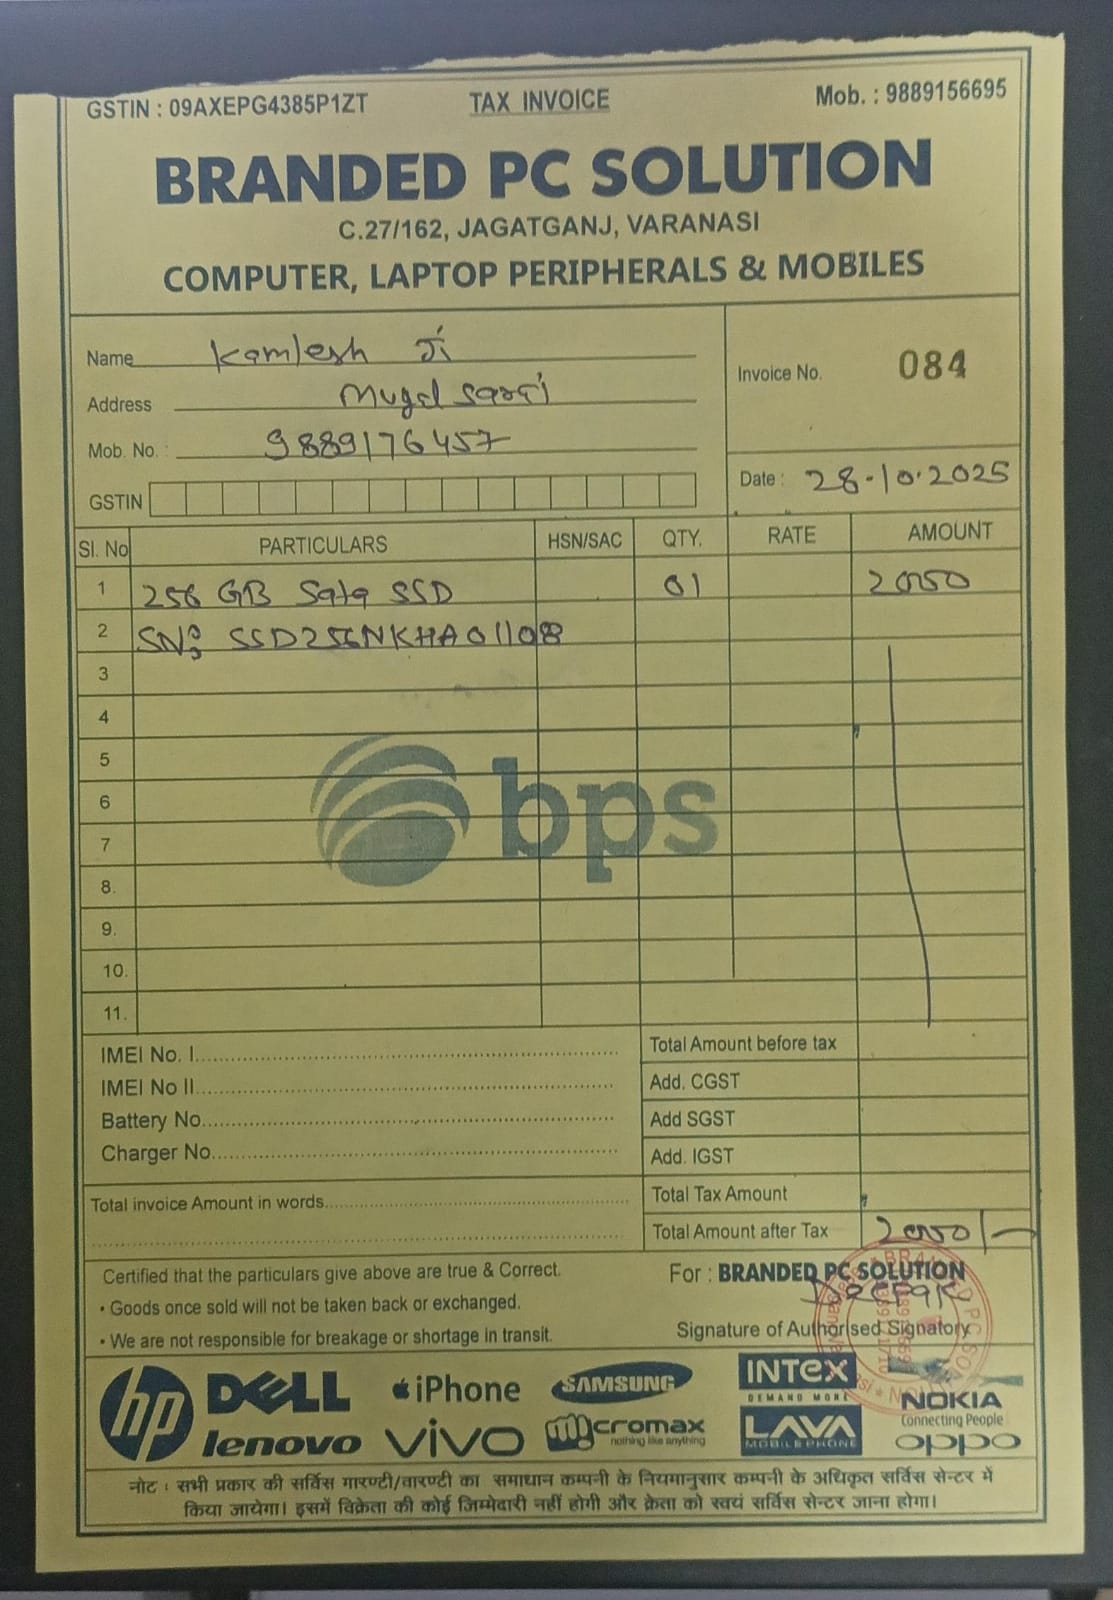 GSTIN : 09AXEPG4385P1ZT TAX INVOICE Mob. : 9889156695
BRANDED PC SOLUTION
C.27/162, JAGATGANJ, VARANASI
COMPUTER, LAPTOP PERIPHERALS & MOBILES
Name Kamlesh Ji
Address Mugal Sarai
Mob. No. : 9889176457
GSTIN
Invoice No. 084
Date : 28-10-2025
Sl. No PARTICULARS HSN/SAC QTY. RATE AMOUNT
1 256 GB Sata SSD 01 2050
2 SN: SSD256NKHA01108
3
4
5
6
7
8.
9.
10.
11.
bps
IMEI No. I
IMEI No II
Battery No.
Charger No.
Total invoice Amount in words
Total Amount before tax
Add. CGST
Add SGST
Add. IGST
Total Tax Amount
Total Amount after Tax 2050/-
Certified that the particulars give above are true & Correct.
• Goods once sold will not be taken back or exchanged.
• We are not responsible for breakage or shortage in transit.
For : BRANDED PC SOLUTION
Deepak
Signature of Authorised Signatory
hp DELL iPhone SAMSUNG INTEX DEMAND MORE NOKIA Connecting People
lenovo vivo Micromax nothing like anything LAVA MOBILE PHONE oppo
नोट : सभी प्रकार की सर्विस गारण्टी/वारण्टी का समाधान कम्पनी के नियमानुसार कम्पनी के अधिकृत सर्विस सेन्टर में
किया जायेगा। इसमें विक्रेता की कोई जिम्मेदारी नहीं होगी और क्रेता को स्वयं सर्विस सेन्टर जाना होगा।